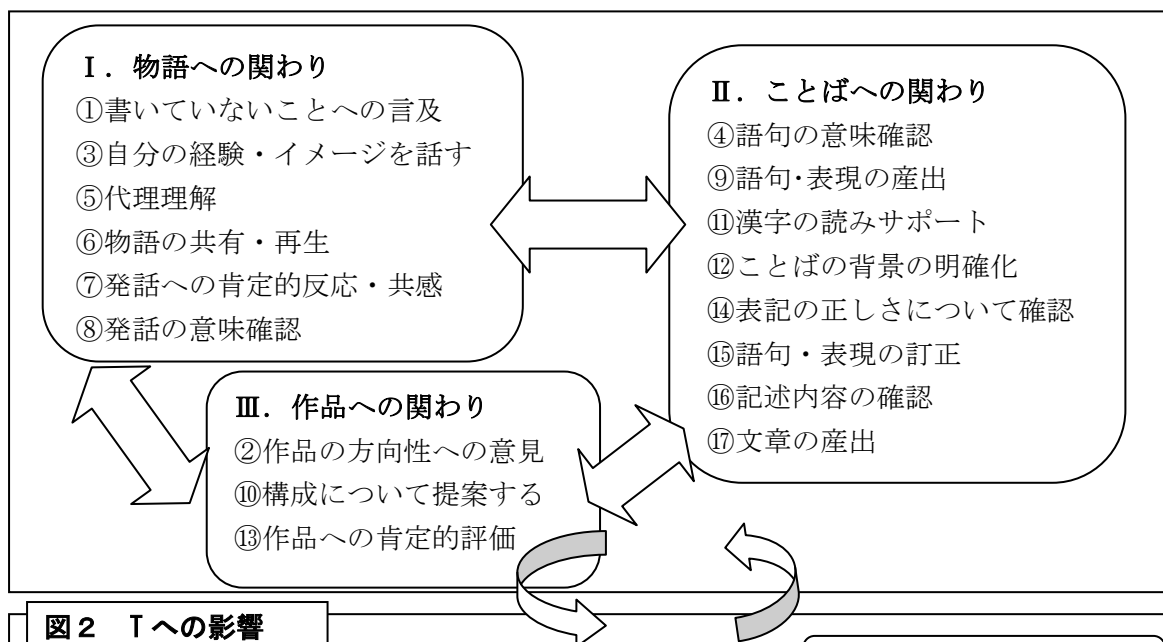 Ⅰ．物語への関わり
①書いていないことへの言及
③自分の経験・イメージを話す
⑤代理理解
⑥物語の共有・再生
⑦発話への肯定的反応・共感
⑧発話の意味確認
Ⅱ．ことばへの関わり
④語句の意味確認
⑨語句･表現の産出
⑪漢字の読みサポート
⑫ことばの背景の明確化
⑭表記の正しさについて確認
⑮語句・表現の訂正
⑯記述内容の確認
⑰文章の産出
Ⅲ．作品への関わり
②作品の方向性への意見
⑩構成について提案する
⑬作品への肯定的評価
図２　Ｔへの影響